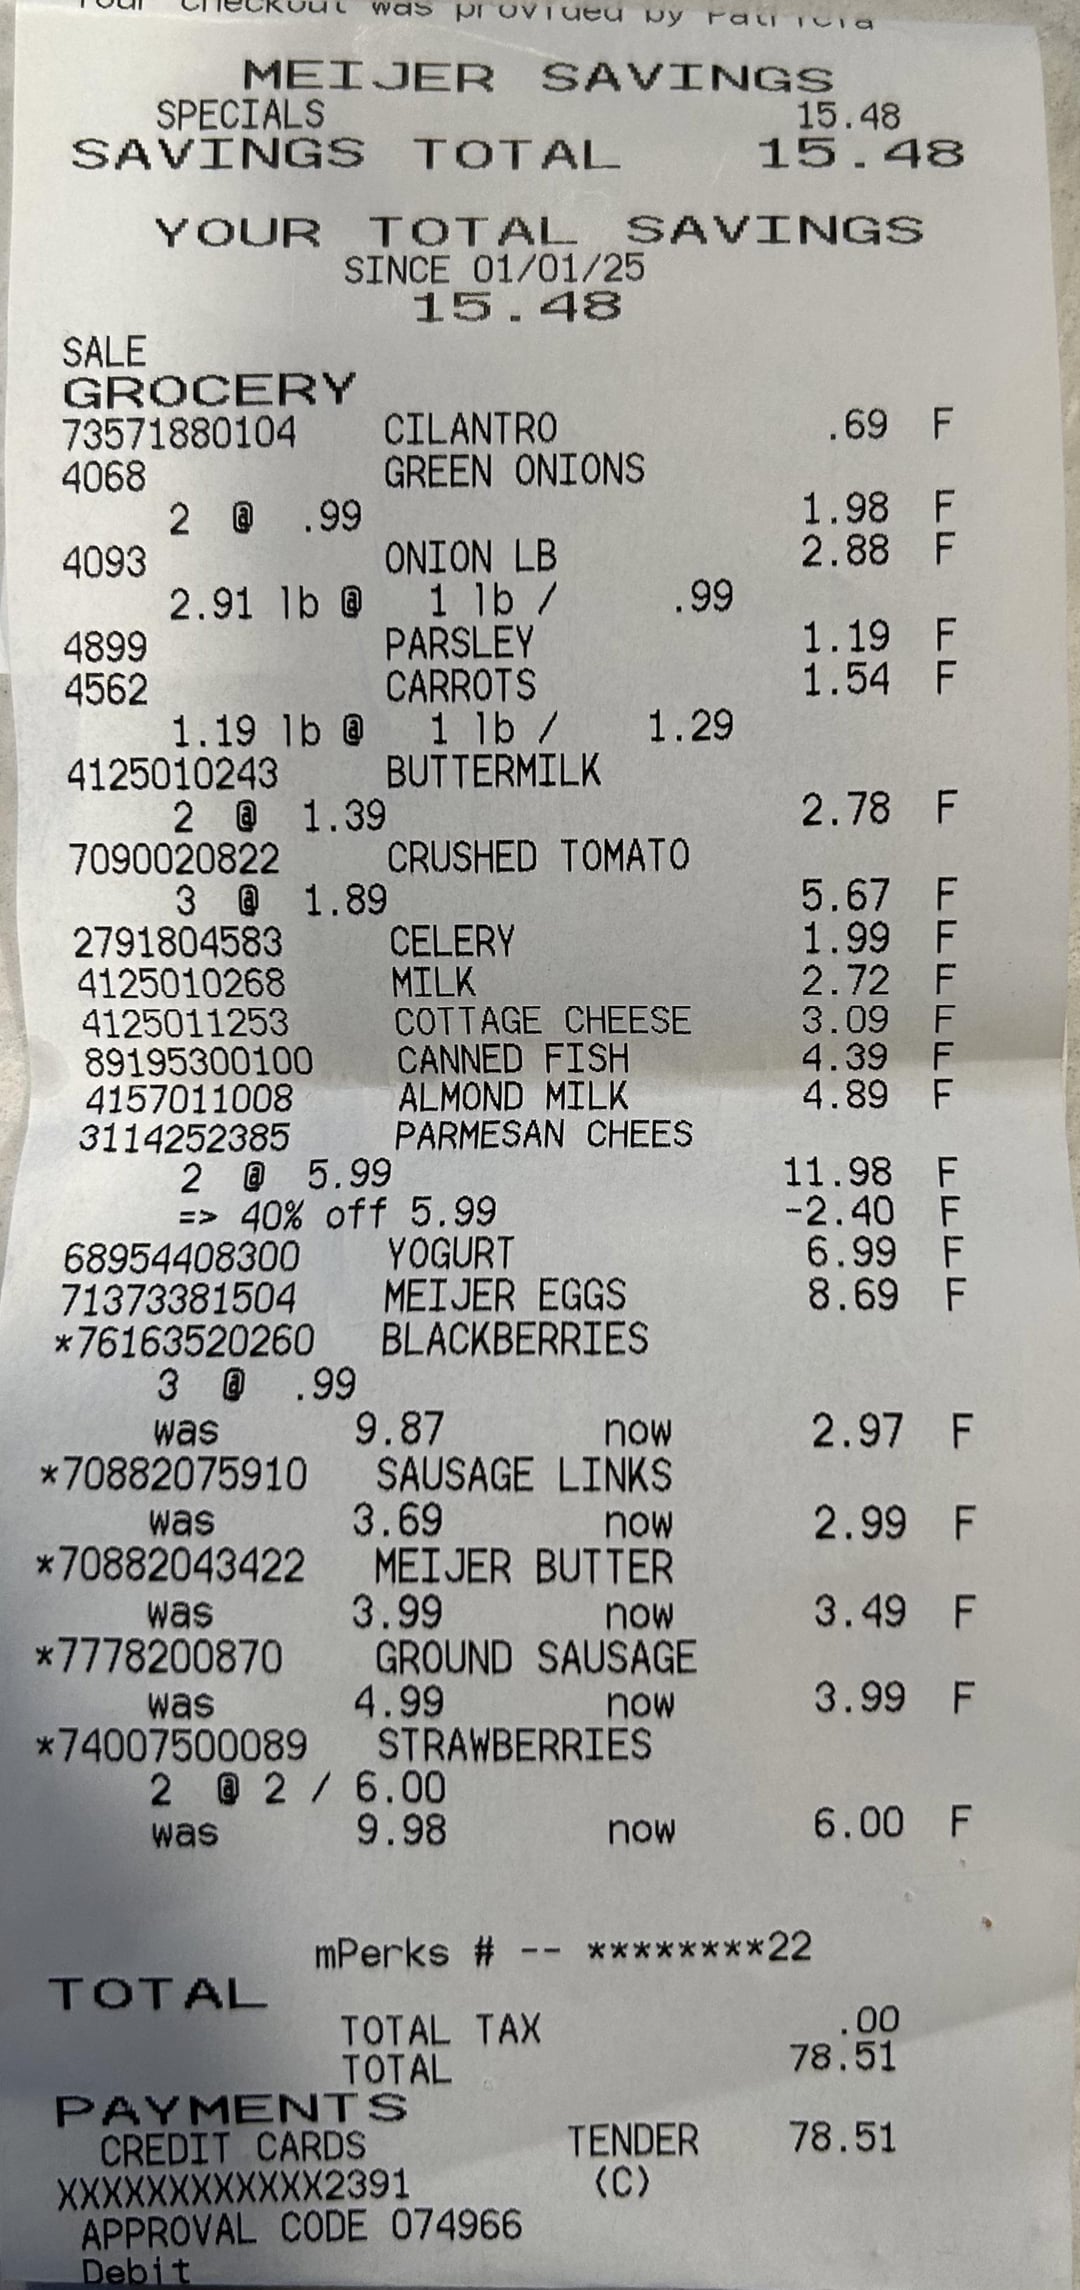 Your checkout was provided by Patricia
MEIJER SAVINGS
SPECIALS 15.48
SAVINGS TOTAL 15.48
YOUR TOTAL SAVINGS
SINCE 01/01/25
15.48
SALE
GROCERY
73571880104 CILANTRO .69 F
4068 GREEN ONIONS
2 @ .99 1.98 F
4093 ONION LB 2.88 F
2.91 lb @ 1 lb / .99
4899 PARSLEY 1.19 F
4562 CARROTS 1.54 F
1.19 lb @ 1 lb / 1.29
4125010243 BUTTERMILK
2 @ 1.39 2.78 F
7090020822 CRUSHED TOMATO
3 @ 1.89 5.67 F
2791804583 CELERY 1.99 F
4125010268 MILK 2.72 F
4125011253 COTTAGE CHEESE 3.09 F
89195300100 CANNED FISH 4.39 F
4157011008 ALMOND MILK 4.89 F
3114252385 PARMESAN CHEES
2 @ 5.99 11.98 F
=> 40% off 5.99 -2.40 F
68954408300 YOGURT 6.99 F
71373381504 MEIJER EGGS 8.69 F
*76163520260 BLACKBERRIES
3 @ .99
was 9.87 now 2.97 F
*70882075910 SAUSAGE LINKS
was 3.69 now 2.99 F
*70882043422 MEIJER BUTTER
was 3.99 now 3.49 F
*7778200870 GROUND SAUSAGE
was 4.99 now 3.99 F
*74007500089 STRAWBERRIES
2 @ 2 / 6.00
was 9.98 now 6.00 F
mPerks # -- ********22
TOTAL
TOTAL TAX .00
TOTAL 78.51
PAYMENTS
CREDIT CARDS TENDER 78.51
XXXXXXXXXXXX2391 (C)
APPROVAL CODE 074966
Debit